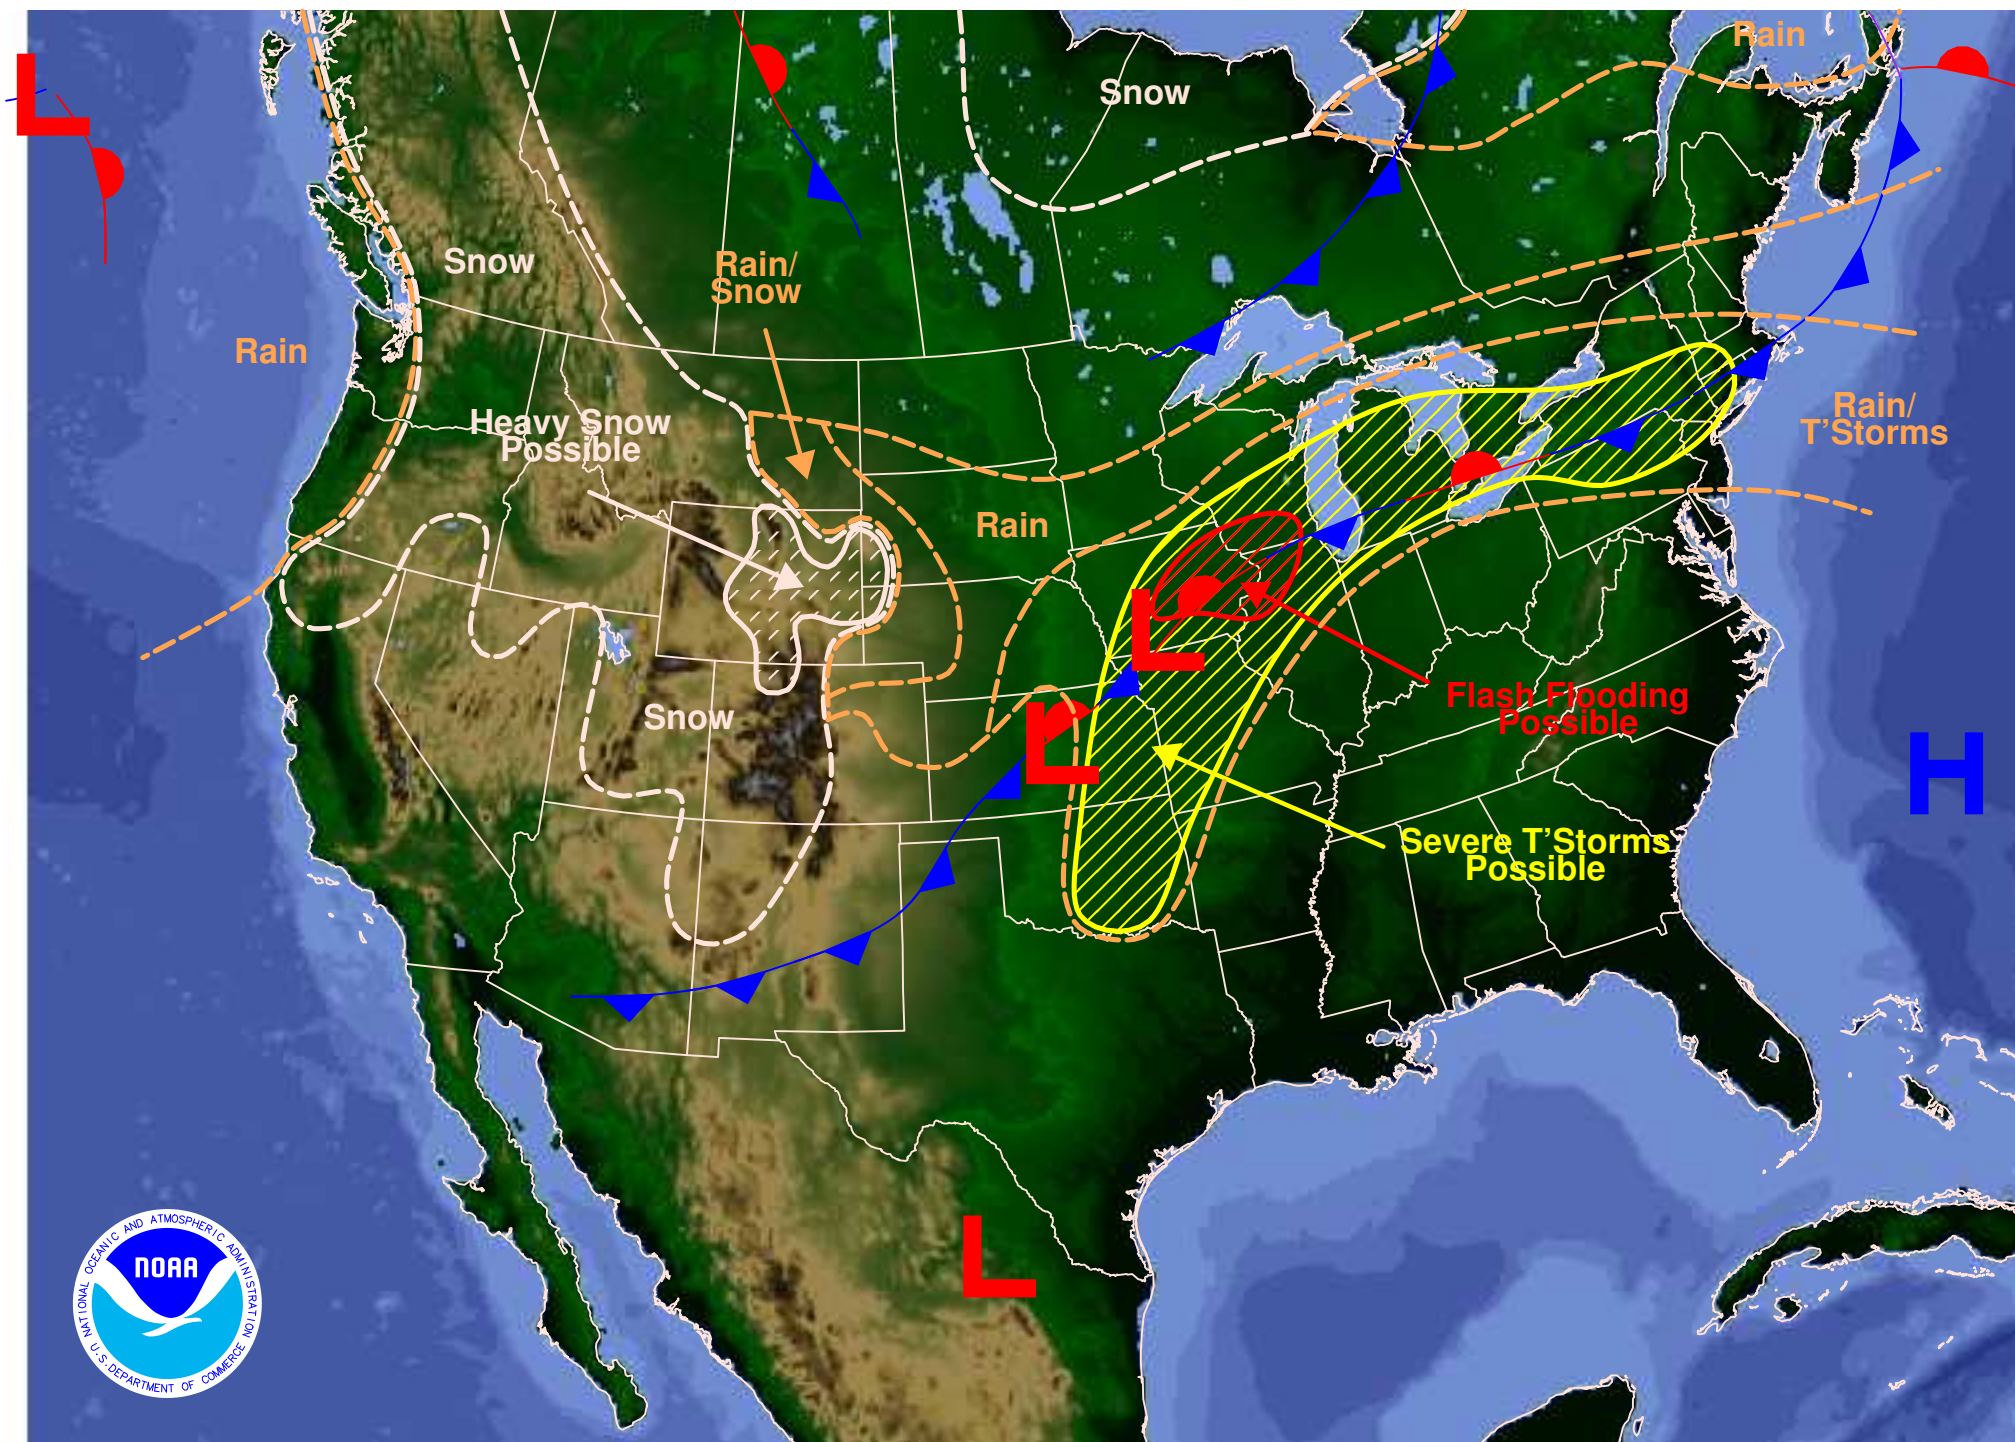 Rain
L
Snow
Snow
Rain/
Snow
Rain
Heavy Snow
Possible
Rain/
T'Storms
Rain
L
Flash Flooding
Possible
Snow
L
H
Severe T'Storms
Possible
L
NATIONAL OCEANIC AND ATMOSPHERIC ADMINISTRATION
NOAA
U.S. DEPARTMENT OF COMMERCE